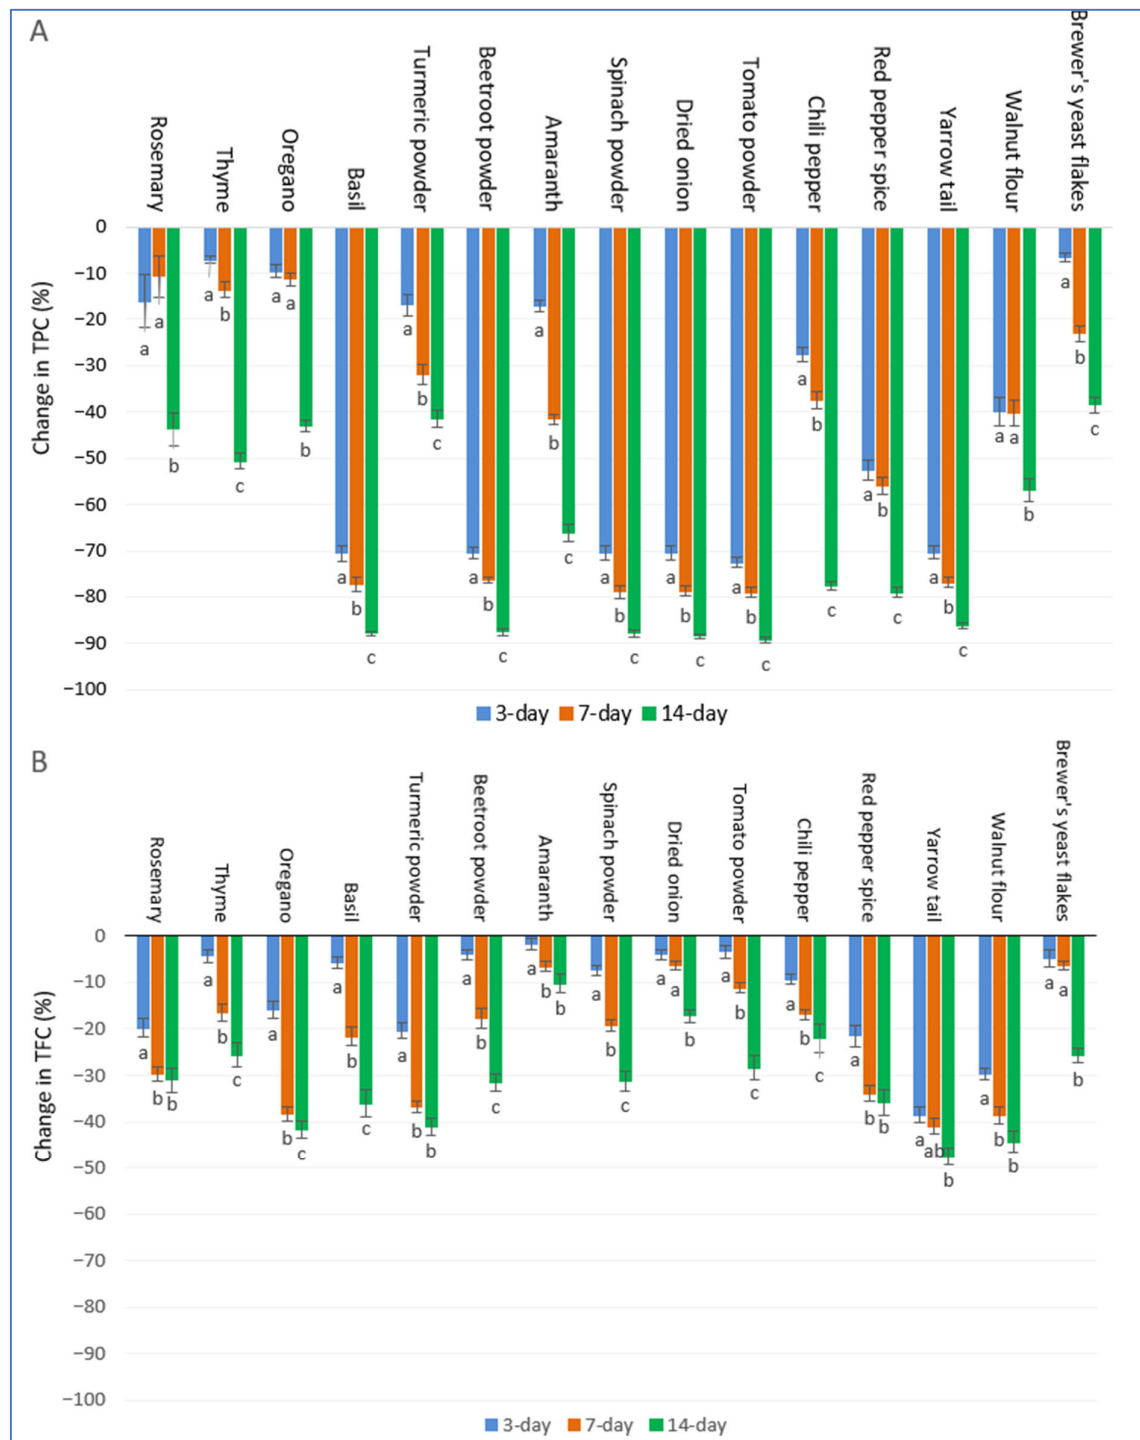 A
Rosemary
Thyme
Oregano
Basil
Turmeric powder
Beetroot powder
Amaranth
Spinach powder
Dried onion
Tomato powder
Chili pepper
Red pepper spice
Yarrow tail
Walnut flour
Brewer's yeast flakes
Change in TPC (%)
0
−10
−20
−30
−40
−50
−60
−70
−80
−90
−100
a a b
a b c
a a b
a b c
a b c
a b c
a b c
a b c
a b c
a b c
a b c
a b c
a b c
a a b
a b c
3-day 7-day 14-day
B
Rosemary
Thyme
Oregano
Basil
Turmeric powder
Beetroot powder
Amaranth
Spinach powder
Dried onion
Tomato powder
Chili pepper
Red pepper spice
Yarrow tail
Walnut flour
Brewer's yeast flakes
Change in TFC (%)
0
−10
−20
−30
−40
−50
−60
−70
−80
−90
−100
a b b
a b c
a b c
a b c
a b b
a b c
a b b
a b c
a a b
a b c
a b c
a b b
a ab b
a b b
a a b
3-day 7-day 14-day